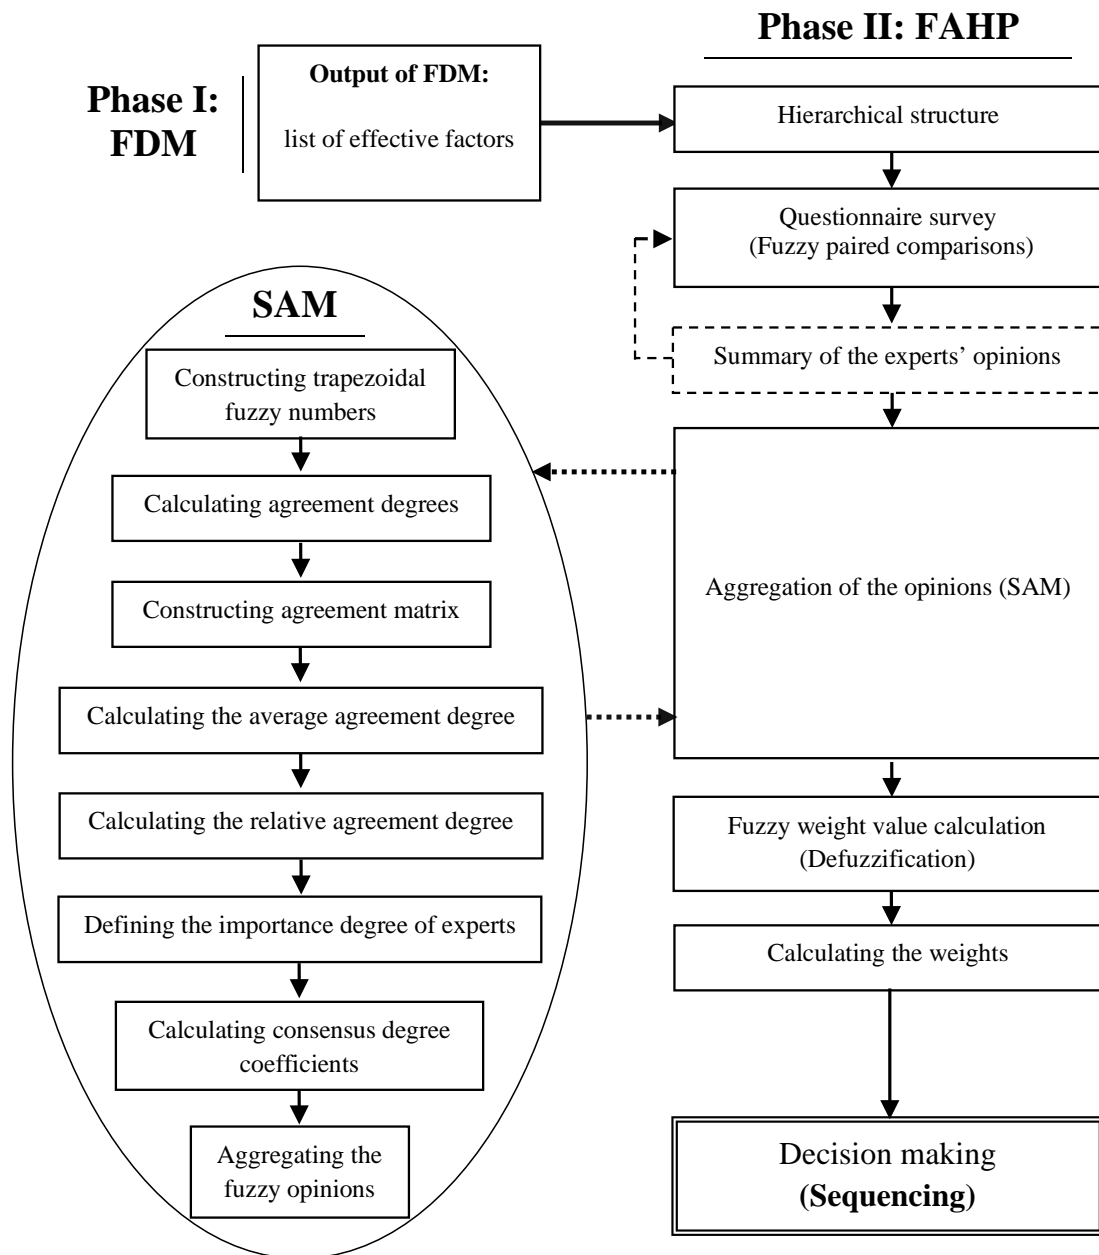 Phase I:
FDM
Output of FDM:
list of effective factors
Phase II: FAHP
Hierarchical structure
Questionnaire survey
(Fuzzy paired comparisons)
Summary of the experts’ opinions
Aggregation of the opinions (SAM)
Fuzzy weight value calculation
(Defuzzification)
Calculating the weights
Decision making
(Sequencing)
SAM
Constructing trapezoidal
fuzzy numbers
Calculating agreement degrees
Constructing agreement matrix
Calculating the average agreement degree
Calculating the relative agreement degree
Defining the importance degree of experts
Calculating consensus degree
coefficients
Aggregating the
fuzzy opinions